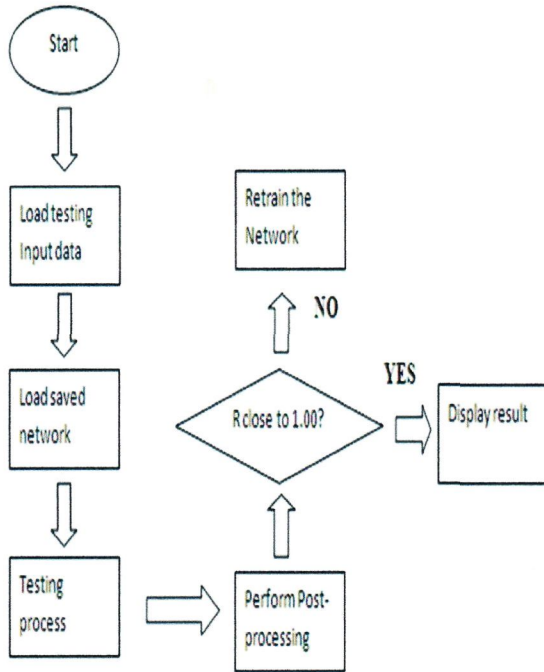 Start
Load testing
Input data
Load saved
network
Testing
process
Perform Post-
processing
R close to 1.00?
NO
Retrain the
Network
YES
Display result